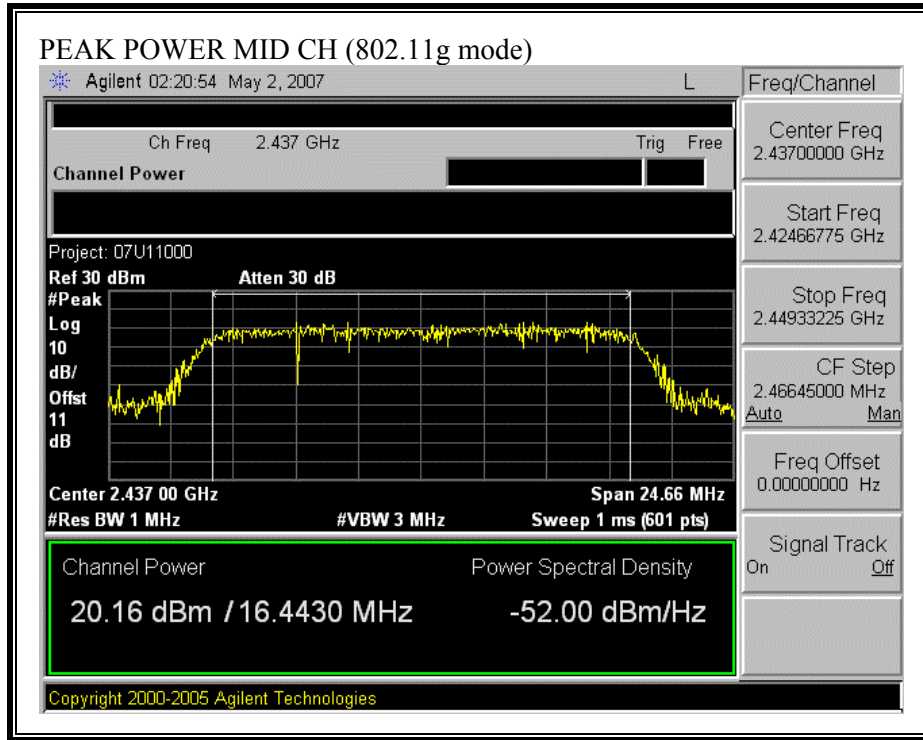 PEAK POWER MID CH (802.11g mode)
Agilent 02:20:54 May 2, 2007 L
Freq/Channel
Ch Freq 2.437 GHz Trig Free
Channel Power
Center Freq
2.43700000 GHz
Start Freq
2.42466775 GHz
Stop Freq
2.44933225 GHz
CF Step
2.46645000 MHz
Auto Man
Freq Offset
0.00000000 Hz
Signal Track
On Off
Project: 07U11000
Ref 30 dBm Atten 30 dB
#Peak
Log
10
dB/
Offst
11
dB
Center 2.437 00 GHz Span 24.66 MHz
#Res BW 1 MHz #VBW 3 MHz Sweep 1 ms (601 pts)
Channel Power Power Spectral Density
20.16 dBm / 16.4430 MHz -52.00 dBm/Hz
Copyright 2000-2005 Agilent Technologies